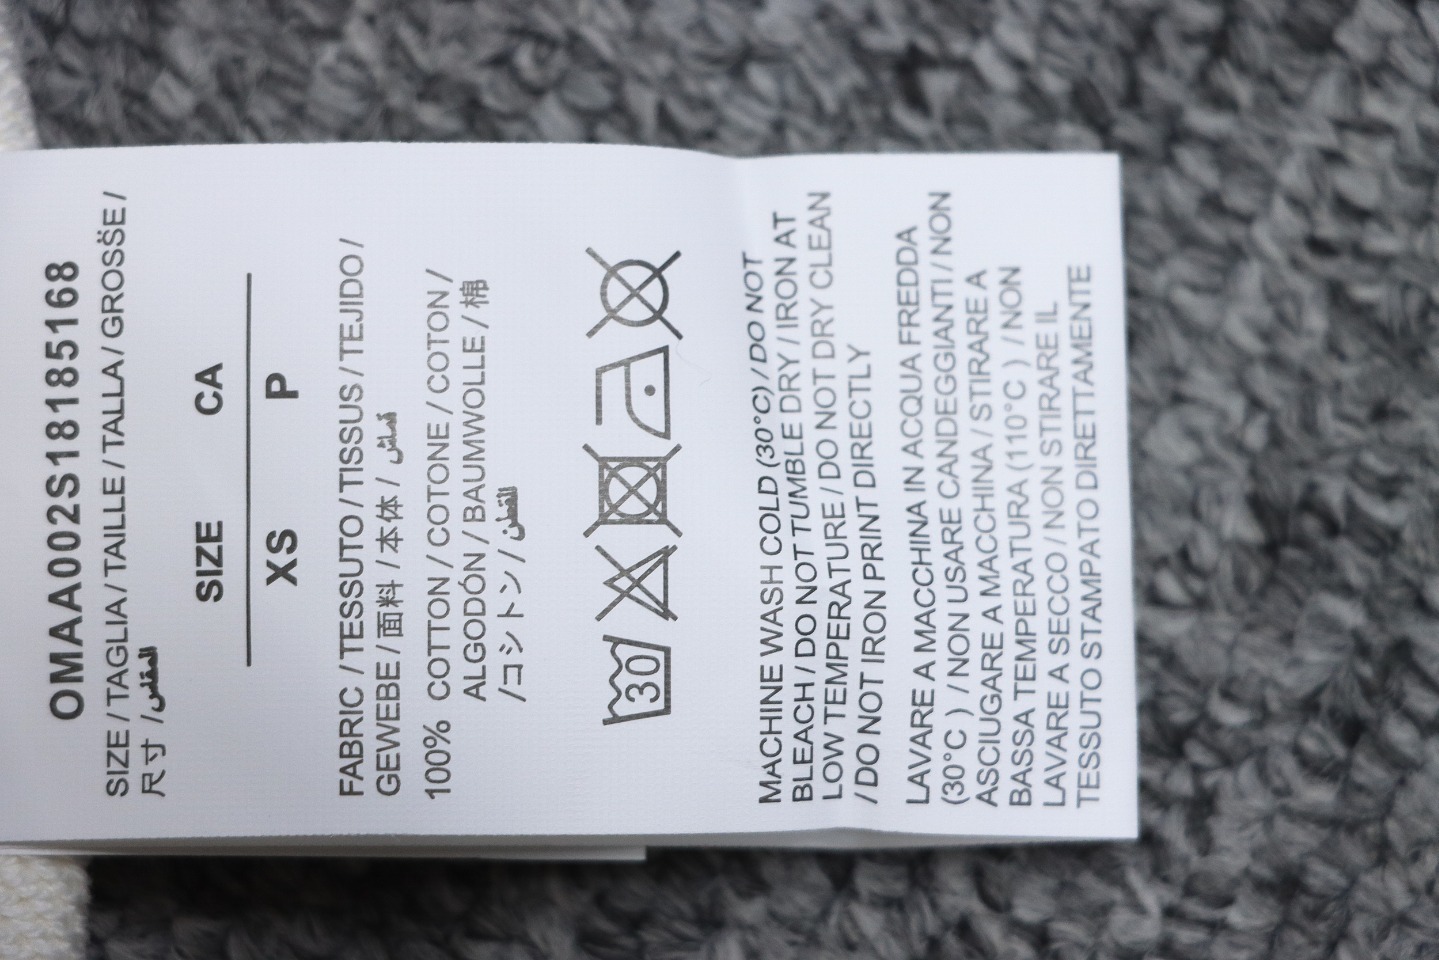 OMAA002S18185168
SIZE / TAGLIA / TAILLE / TALLA / GROSŠE /
尺寸 / المقاس
SIZE CA
XS P
FABRIC / TESSUTO / TISSUS / TEJIDO /
GEWEBE / 面料 / 本体 / قماش
100% COTTON / COTONE / COTON /
ALGODÓN / BAUMWOLLE / 棉
/ コシトン / القطن
30
MACHINE WASH COLD (30°C) / DO NOT
BLEACH / DO NOT TUMBLE DRY / IRON AT
LOW TEMPERATURE / DO NOT DRY CLEAN
/ DO NOT IRON PRINT DIRECTLY
LAVARE A MACCHINA IN ACQUA FREDDA
(30°C ) / NON USARE CANDEGGIANTI / NON
ASCIUGARE A MACCHINA / STIRARE A
BASSA TEMPERATURA (110°C ) / NON
LAVARE A SECCO / NON STIRARE IL
TESSUTO STAMPATO DIRETTAMENTE